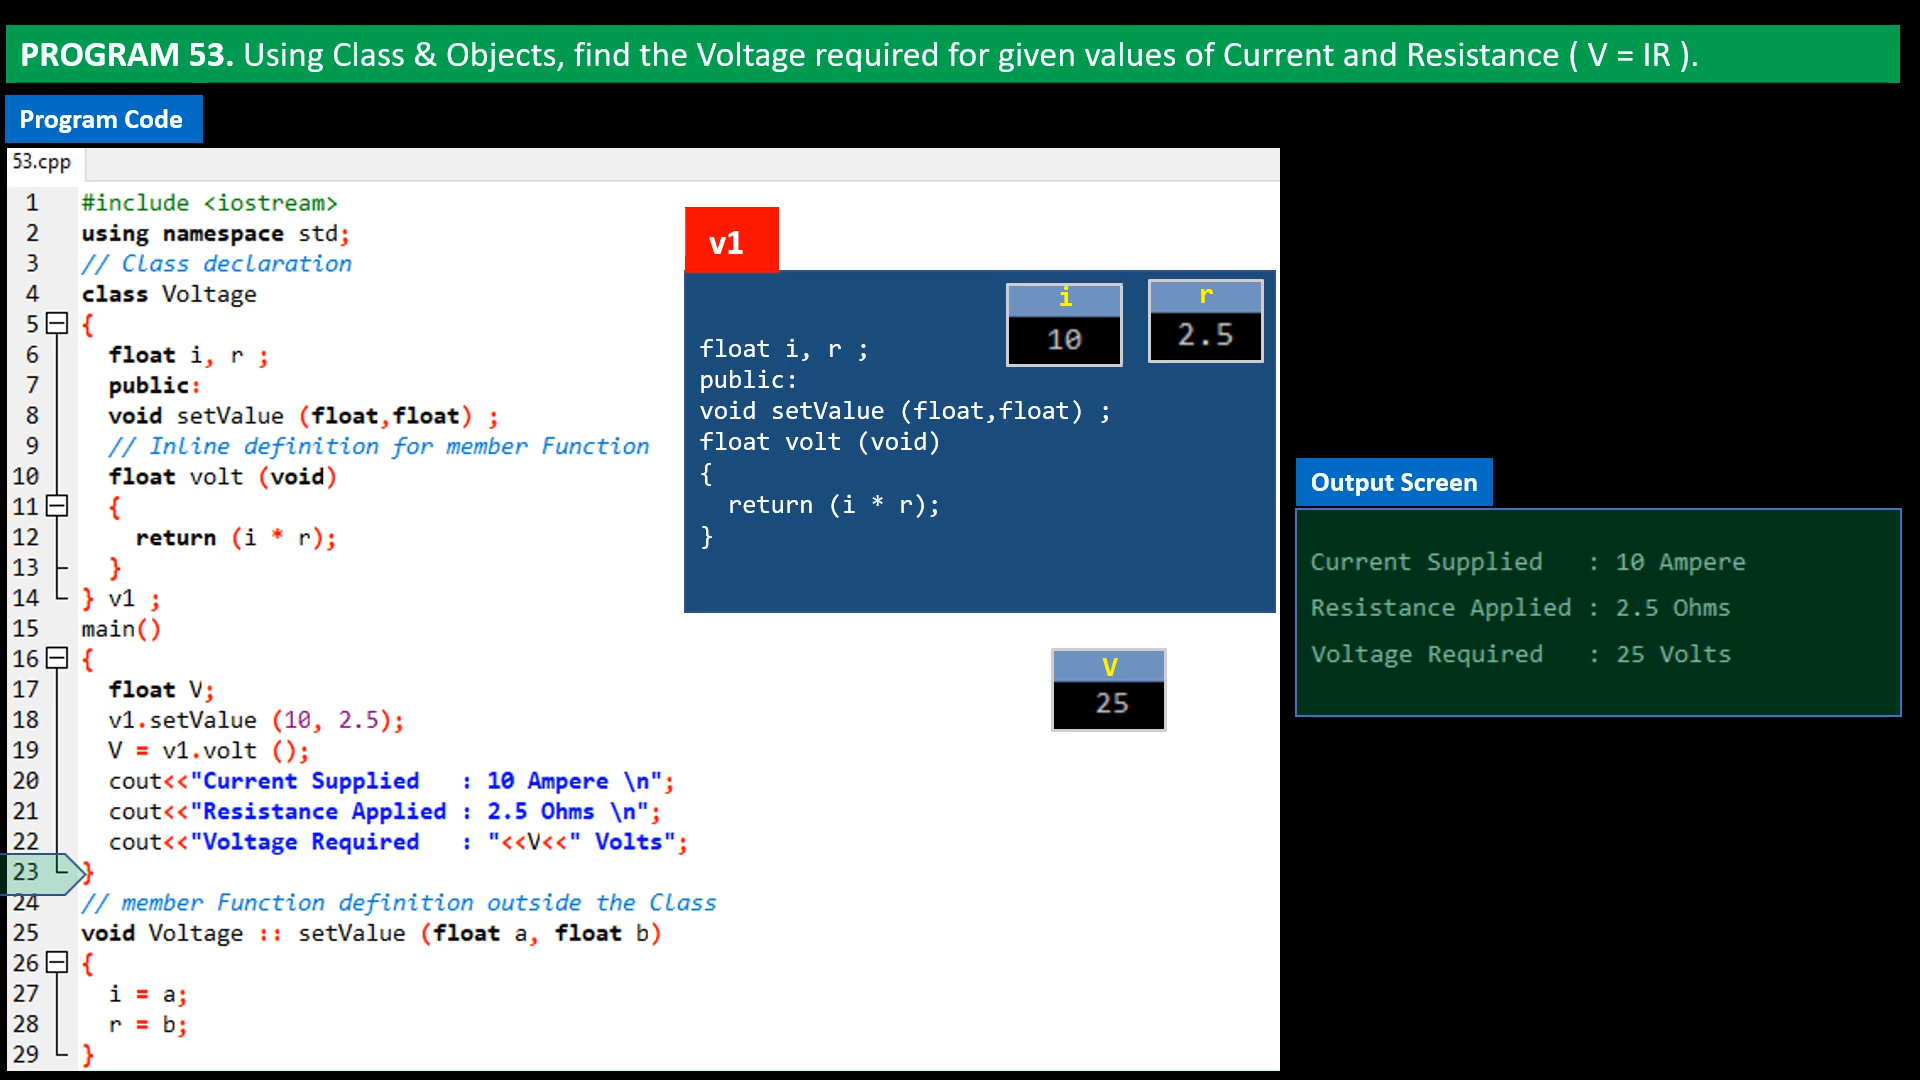 PROGRAM 53. Using Class & Objects, find the Voltage required for given values of Current and Resistance ( V = IR ).
Program Code
53.cpp
1 #include <iostream>
2 using namespace std;
3 // Class declaration
4 class Voltage
5 {
6 float i, r ;
7 public:
8 void setValue (float,float) ;
9 // Inline definition for member Function
10 float volt (void)
11 {
12 return (i * r);
13 }
14 } v1 ;
15 main()
16 {
17 float V;
18 v1.setValue (10, 2.5);
19 V = v1.volt ();
20 cout<<"Current Supplied   : 10 Ampere \n";
21 cout<<"Resistance Applied : 2.5 Ohms \n";
22 cout<<"Voltage Required   : "<<V<<" Volts";
23 }
24 // member Function definition outside the Class
25 void Voltage :: setValue (float a, float b)
26 {
27 i = a;
28 r = b;
29 }
v1
i
10
r
2.5
float i, r ;
public:
void setValue (float,float) ;
float volt (void)
{
return (i * r);
}
V
25
Output Screen
Current Supplied   : 10 Ampere
Resistance Applied : 2.5 Ohms
Voltage Required   : 25 Volts